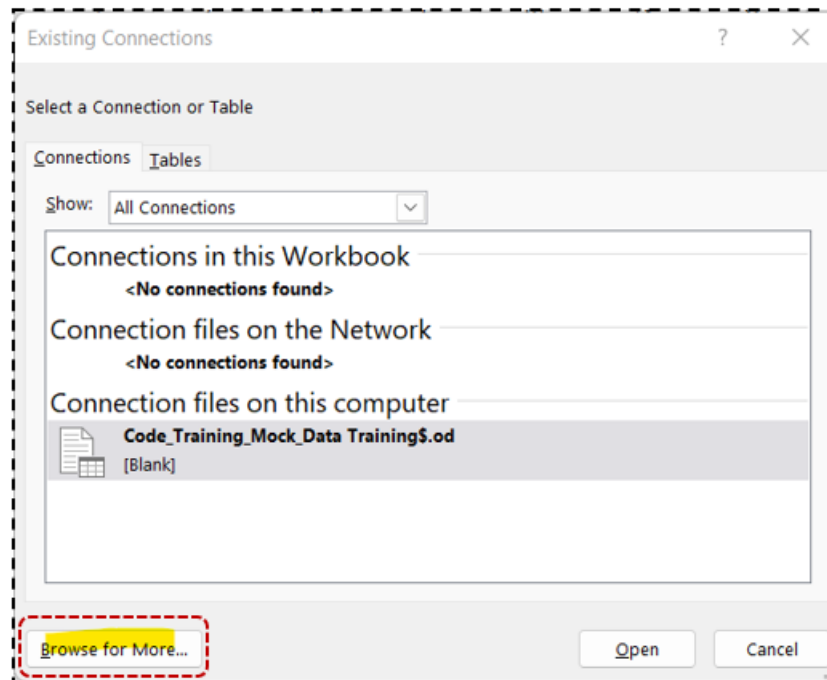 Existing Connections ?
Select a Connection or Table
Connections Tables
Show: All Connections
Connections in this Workbook
<No connections found>
Connection files on the Network
<No connections found>
Connection files on this computer
Code_Training_Mock_Data Training$.od
[Blank]
Browse for More... Open Cancel